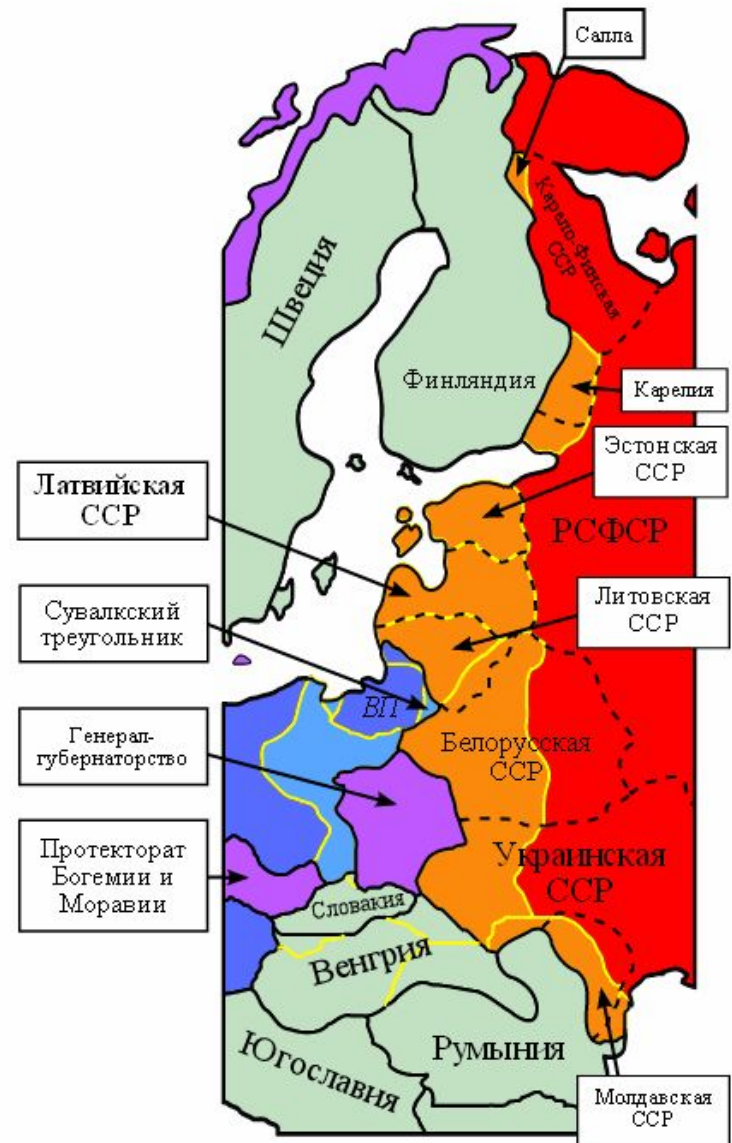 Салла
Карело-Финская
ССР
Швеция
Финляндия
Карелия
Эстонская
ССР
Латвийская
ССР
РСФСР
Сувалкский
треугольник
Литовская
ССР
ВП
Генерал-
губернаторство
Белорусская
ССР
Протекторат
Богемии и
Моравии
Украинская
ССР
Словакия
Венгрия
Румыния
Югославия
Молдавская
ССР